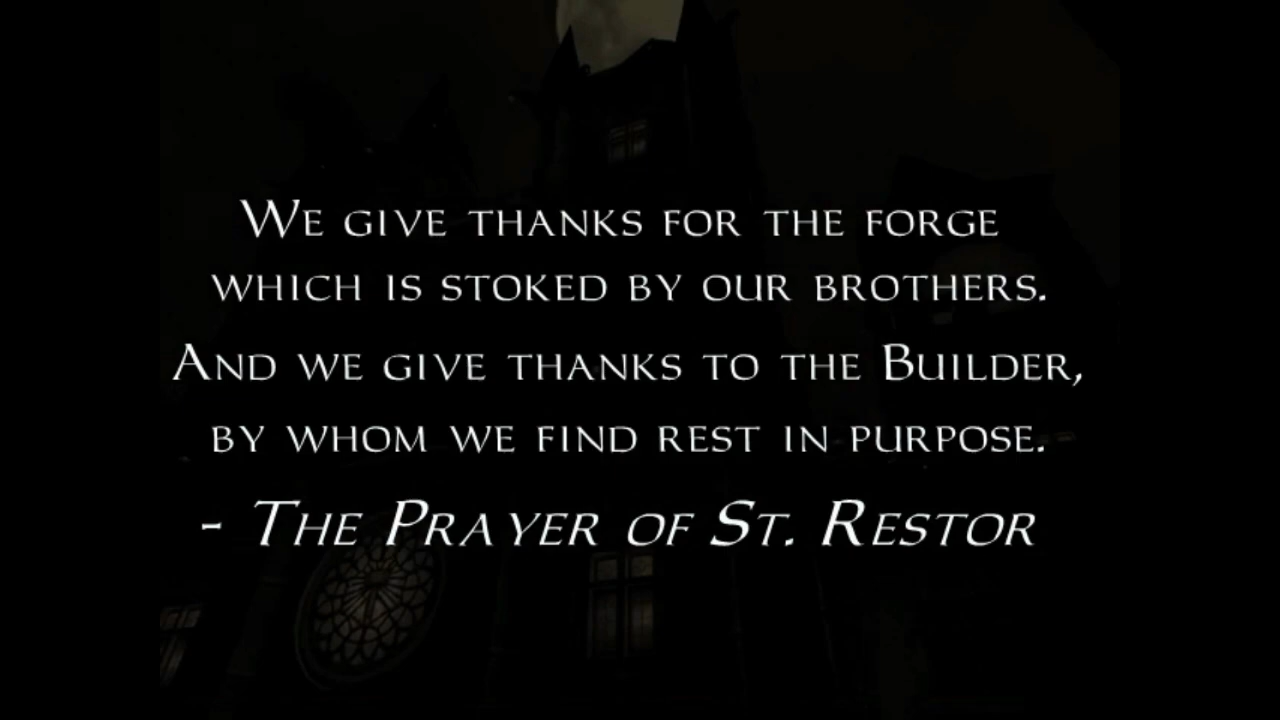 We give thanks for the forge
which is stoked by our brothers.
And we give thanks to the Builder,
by whom we find rest in purpose.
- The Prayer of St. Restor